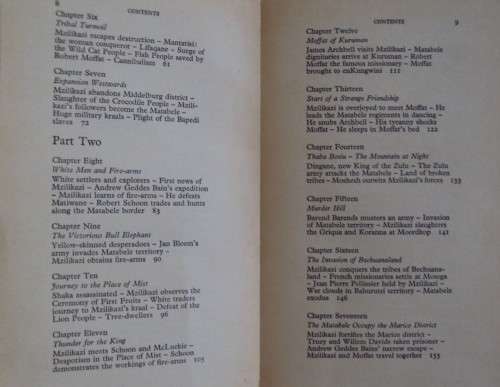 8
CONTENTS
Chapter Six
Tribal Turmoil
Mzilikazi escapes destruction – Mantatisi
the woman conqueror – Lifaqane – Surge of
the Wild Cat People – Fish People saved by
Robert Moffat – Cannibalism 61
Chapter Seven
Expansion Westwards
Mzilikazi abandons Middelburg district –
Slaughter of the Crocodile People – Mzili-
kazi's followers become the Matabele –
Huge military kraals – Plight of the Bapedi
slaves 72
Part Two
Chapter Eight
White Men and Fire-arms
White settlers and explorers – First news of
Mzilikazi – Andrew Geddes Bain's expedition
– Mzilikazi learns of fire-arms – He defeats
Matiwane – Robert Schoon trades and hunts
along the Matabele border 83
Chapter Nine
The Victorious Bull Elephant
Yellow-skinned desperadoes – Jan Bloem's
army invades Matabele territory –
Mzilikazi obtains fire-arms 90
Chapter Ten
Journey to the Place of Mist
Shaka assassinated – Mzilikazi observes the
Ceremony of First Fruits – White traders
journey to Mzilikazi's kraal – Defeat of the
Lion People – Tree-dwellers 96
Chapter Eleven
Thunder for the King
Mzilikazi meets Schoon and McLuckie –
Despotism in the Place of Mist – Schoon
demonstrates the workings of fire-arms 105
CONTENTS
9
Chapter Twelve
Moffat of Kuruman
James Archbell visits Mzilikazi – Matabele
dignitaries arrive at Kuruman – Robert
Moffat the famous missionary – Moffat
brought to enKungwini 111
Chapter Thirteen
Start of a Strange Friendship
Mzilikazi is overjoyed to meet Moffat – He
leads the Matabele regiments in dancing –
He snubs Archbell – His tyranny shocks
Moffat – He sleeps in Moffat's bed 122
Chapter Fourteen
Thaba Bosiu – The Mountain at Night
Dingane, now King of the Zulu – The Zulu
army attacks the Matabele – Land of
broken tribes – Moshesh outwits Mzilikazi's forces 133
Chapter Fifteen
Murder Hill
Barend Barends musters an army – Invasion
of Matabele territory – Mzilikazi slaughters
the Griqua and Koranna at Moordkop 141
Chapter Sixteen
The Invasion of Bechuanaland
Mzilikazi conquers the tribes of Bechuana-
land – French missionaries settle at Mosega
– Jean Pierre Pellissier held by Mzilikazi –
War clouds in Bahurutsi territory – Matabele
exodus 146
Chapter Seventeen
The Matabele Occupy the Marico District
Mzilikazi fortifies the Marico district –
Truey and Willem Davids taken prisoner –
Andrew Geddes Bain's narrow escape –
Mzilikazi and Moffat travel together 155